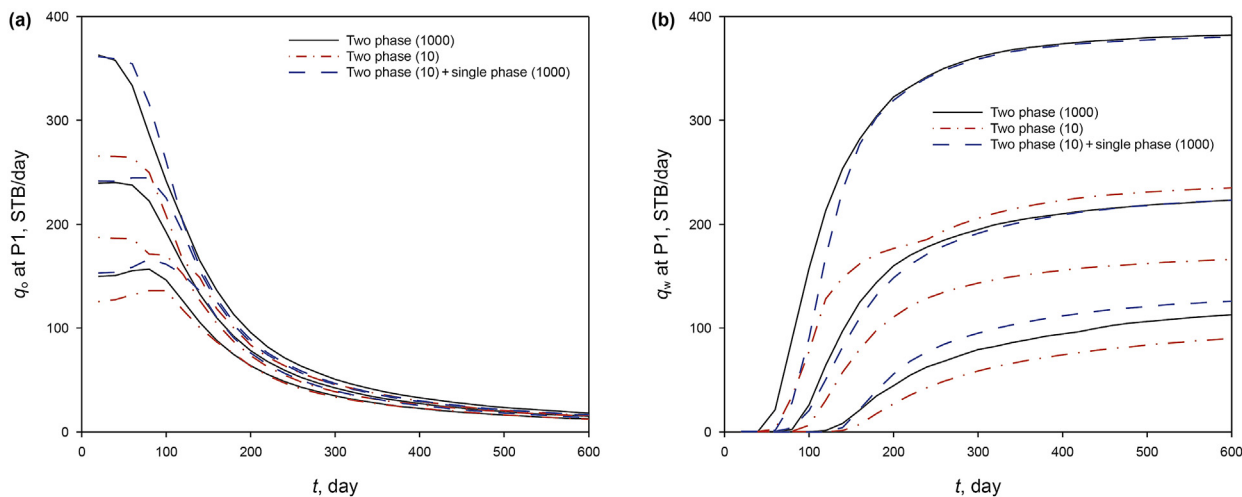 (a)
400
300
200
100
0
qₒ at P1, STB/day
Two phase (1000)
Two phase (10)
Two phase (10) + single phase (1000)
0 100 200 300 400 500 600
t, day
(b)
400
300
200
100
0
q_w at P1, STB/day
Two phase (1000)
Two phase (10)
Two phase (10) + single phase (1000)
0 100 200 300 400 500 600
t, day